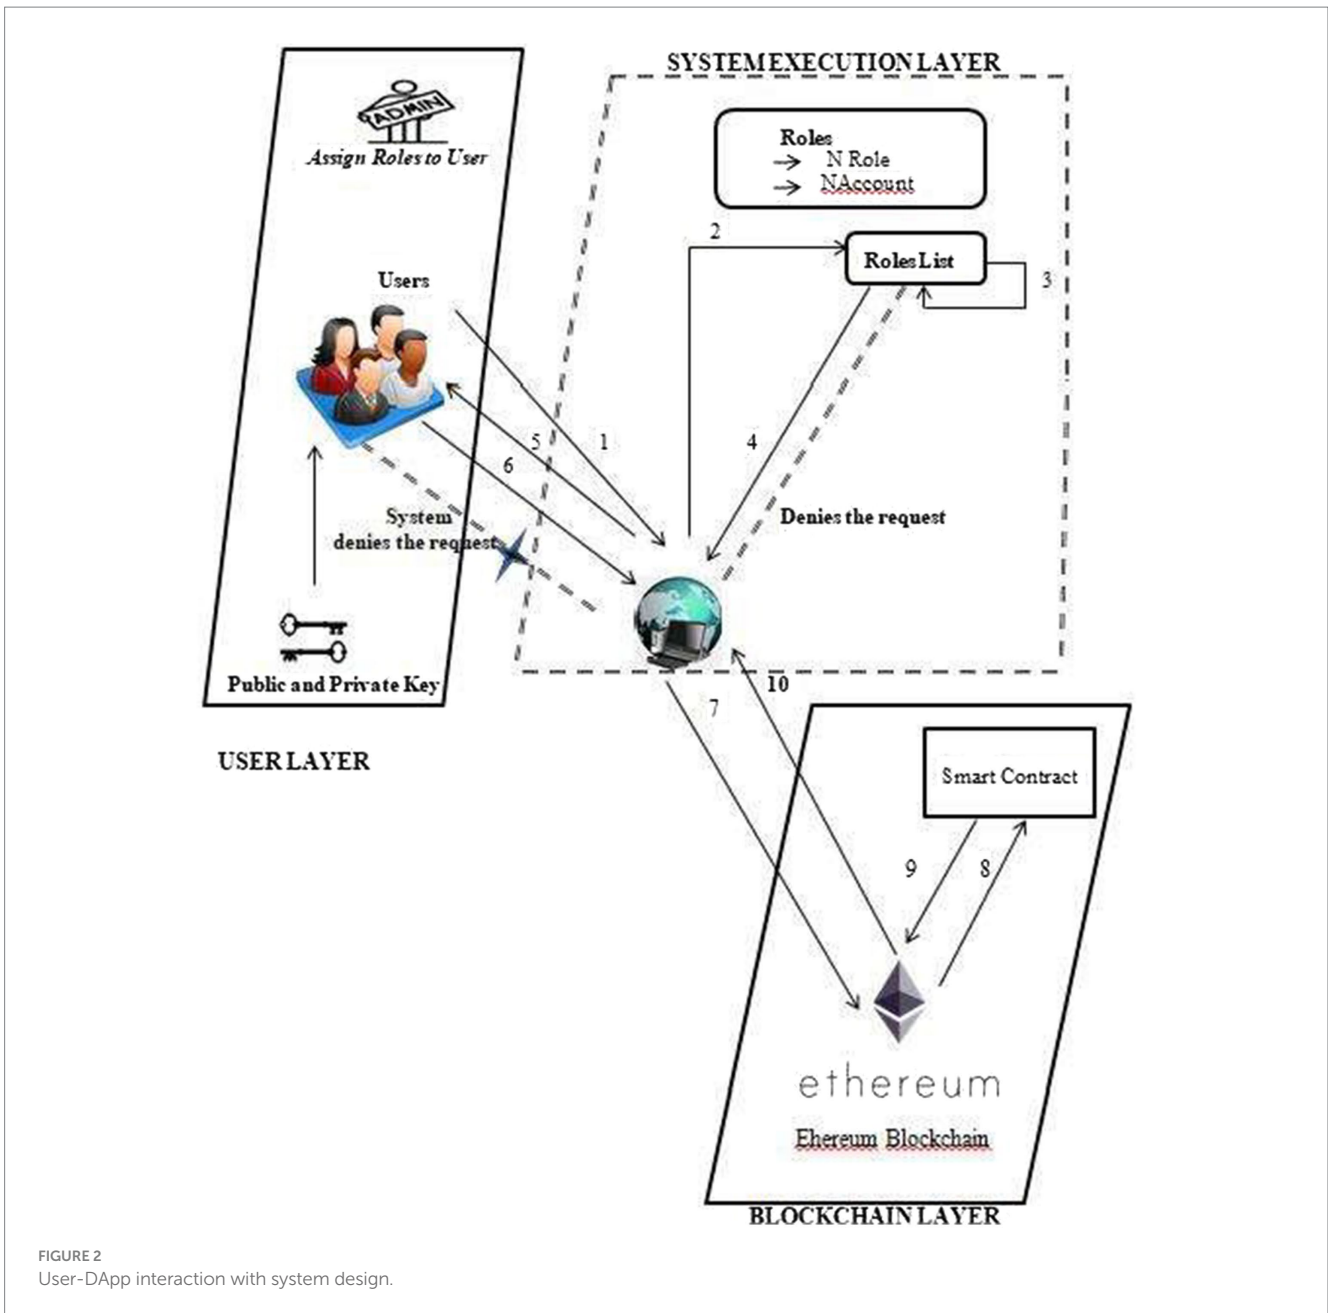 SYSTEM EXECUTION LAYER
ADMIN
Assign Roles to User
Roles
N Role
NAccount
2
Roles List
3
Users
5
1
4
6
System
denies the request
Denies the request
Public and Private Key
10
7
USER LAYER
Smart Contract
9
8
ethereum
Ehereum Blockchain
BLOCKCHAIN LAYER
FIGURE 2
User-DApp interaction with system design.